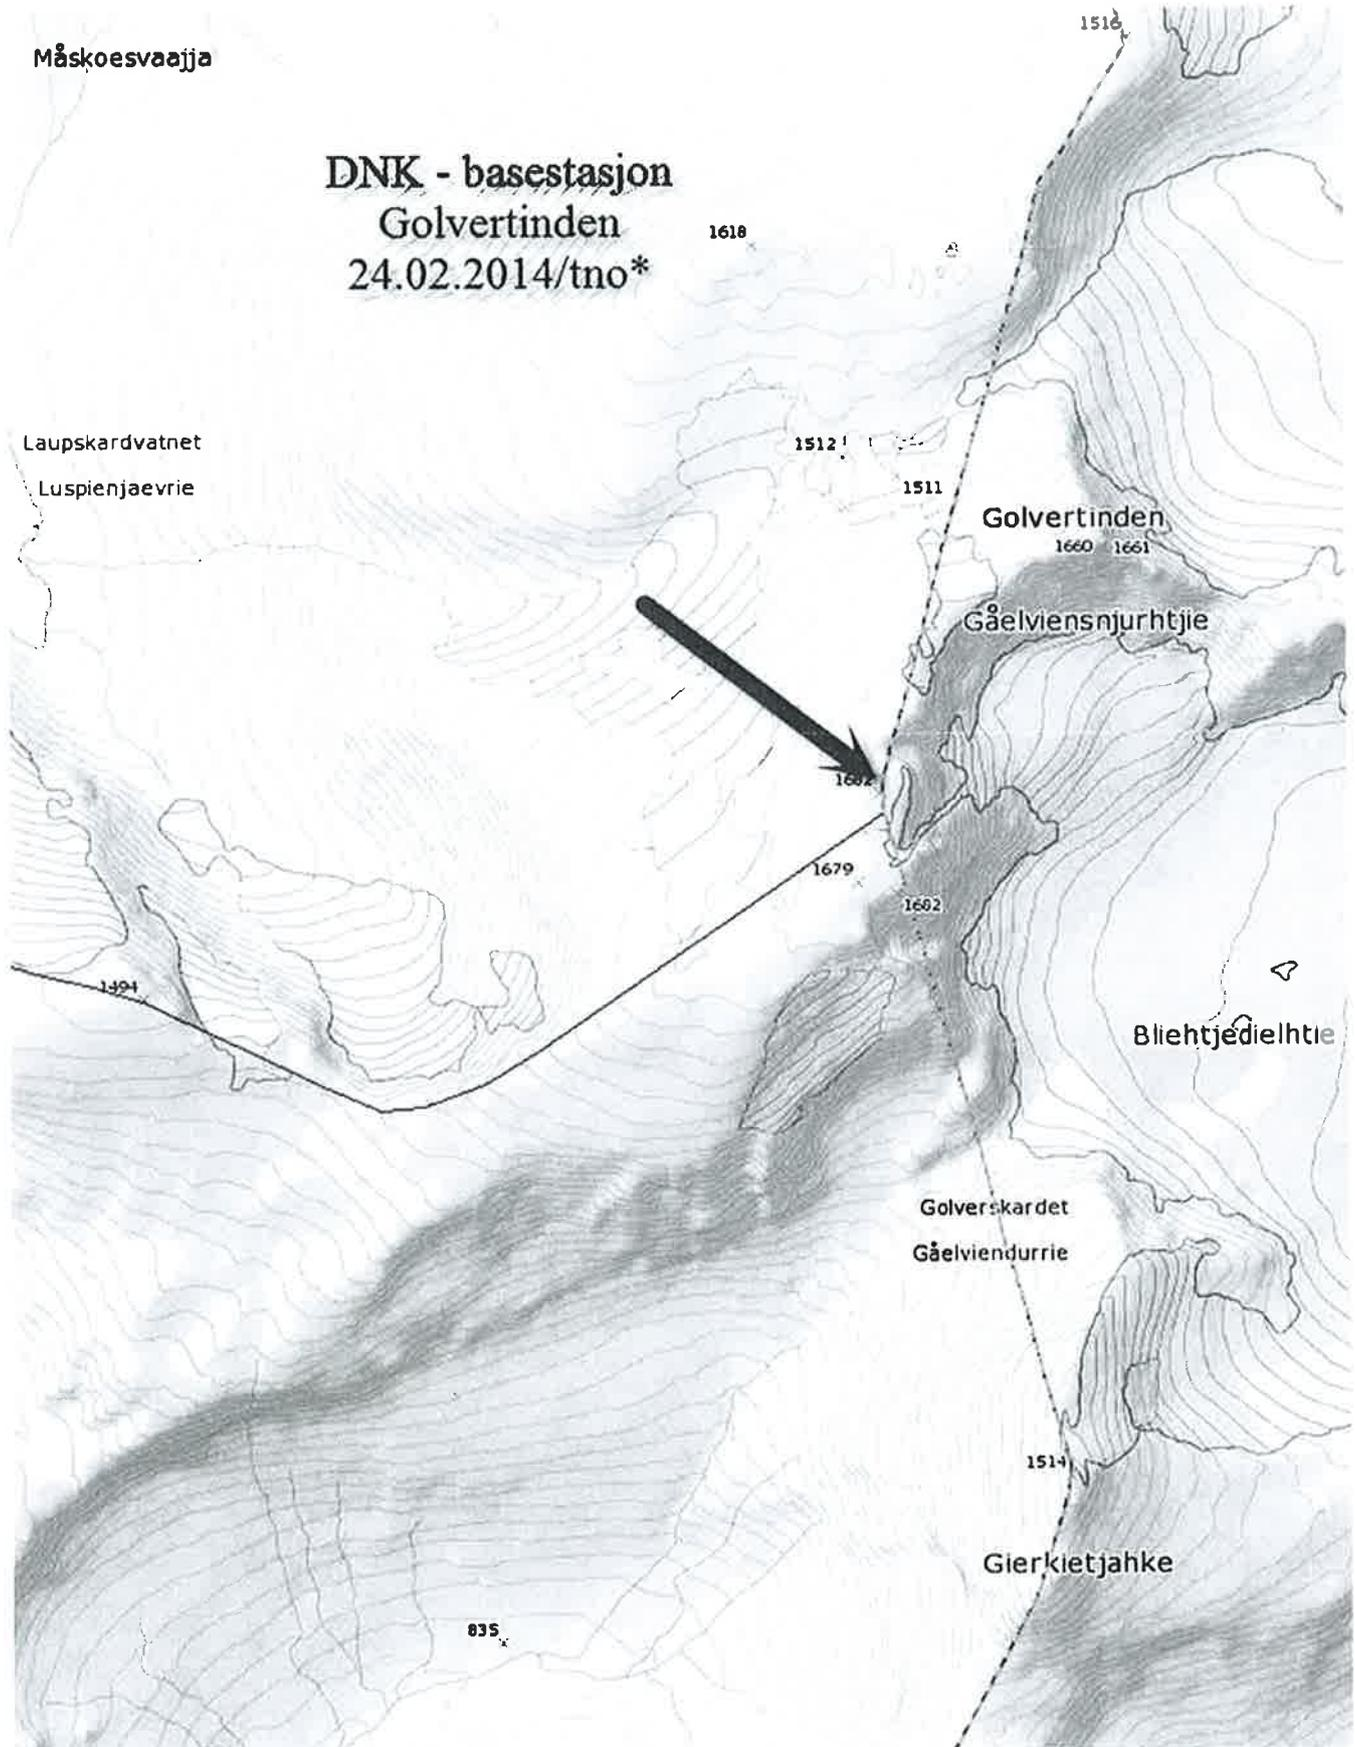 1516
Måskoesvaajja
DNK - basestasjon
Golvertinden
24.02.2014/tno*
1618
Laupskardvatnet
1512
Luspienjaevrie
1511
Golvertinden
1660 1661
Gåelviensnjurhtjie
1679
1682
1494
Bliehtjedielhtie
Golverskardet
Gåelviendurrie
1514
Gierkietjahke
835